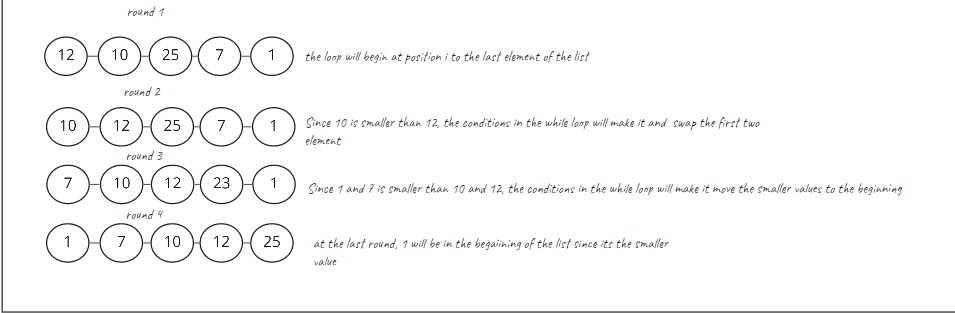 round 1
12 10 25 7 1
the loop will begin at position i to the last element of the list
round 2
10 12 25 7 1
Since 10 is smaller than 12, the conditions in the while loop will make it and swap the first two
element
round 3
7 10 12 23 1
Since 1 and 7 is smaller than 10 and 12, the conditions in the while loop will make it move the smaller values to the beginning
round 4
1 7 10 12 25
at the last round, 1 will be in the begaiining of the list since its the smaller
value